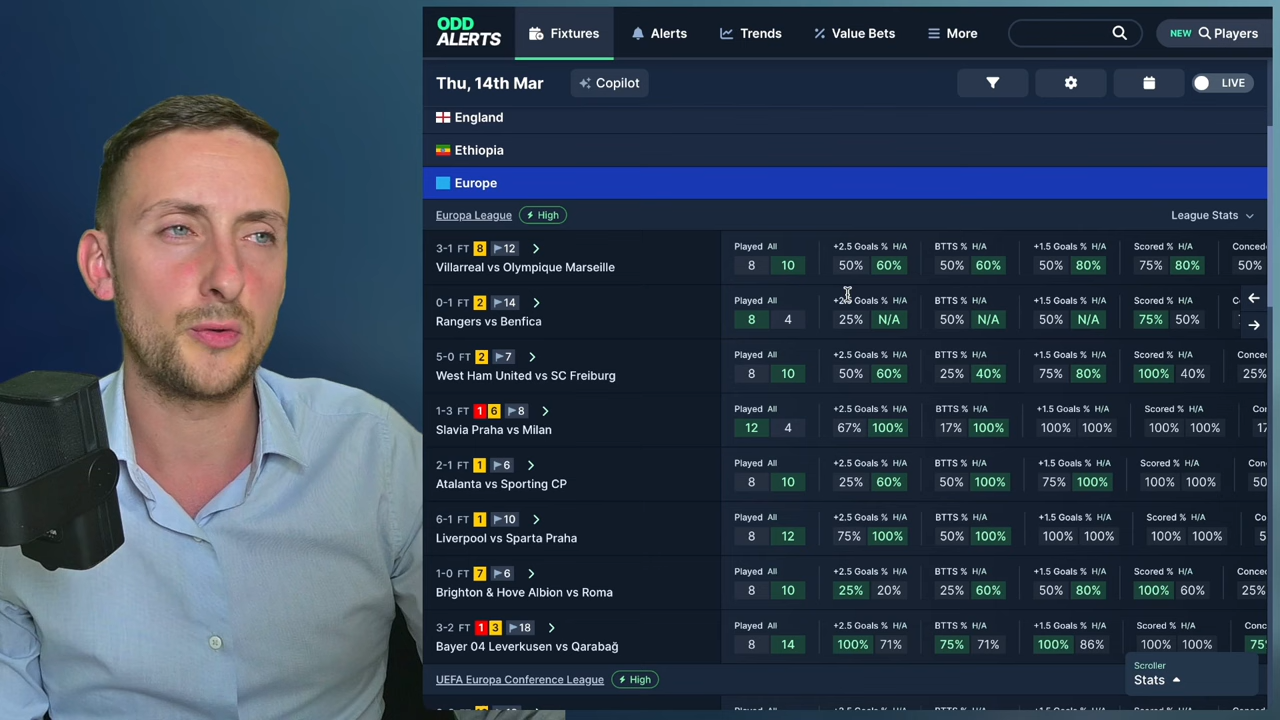 ODD ALERTS Fixtures Alerts Trends Value Bets More NEW Players
Thu, 14th Mar Copilot LIVE
England
Ethiopia
Europe
Europa League High League Stats
3-1 FT 8 12 Played All +2.5 Goals % H/A BTTS % H/A +1.5 Goals % H/A Scored % H/A Conced
Villarreal vs Olympique Marseille 8 10 50% 60% 50% 60% 50% 80% 75% 80% 50%
0-1 FT 2 14 Played All Goals % H/A BTTS % H/A +1.5 Goals % H/A Scored % H/A
Rangers vs Benfica 8 4 25% N/A 50% N/A 50% N/A 75% 50%
5-0 FT 2 7 Played All +2.5 Goals % H/A BTTS % H/A +1.5 Goals % H/A Scored % H/A Conced
West Ham United vs SC Freiburg 8 10 50% 60% 25% 40% 75% 80% 100% 40% 25%
1-3 FT 1 6 8 Played All +2.5 Goals % H/A BTTS % H/A +1.5 Goals % H/A Scored % H/A Co
Slavia Praha vs Milan 12 4 67% 100% 17% 100% 100% 100% 100% 100% 17
2-1 FT 1 6 Played All +2.5 Goals % H/A BTTS % H/A +1.5 Goals % H/A Scored % H/A Con
Atalanta vs Sporting CP 8 10 25% 60% 50% 100% 75% 100% 100% 100% 50
6-1 FT 1 10 Played All +2.5 Goals % H/A BTTS % H/A +1.5 Goals % H/A Scored % H/A Co
Liverpool vs Sparta Praha 8 12 75% 100% 50% 100% 100% 100% 100% 100% 5
1-0 FT 7 6 Played All +2.5 Goals % H/A BTTS % H/A +1.5 Goals % H/A Scored % H/A Conced
Brighton & Hove Albion vs Roma 8 10 25% 20% 25% 60% 50% 80% 100% 60% 25%
3-2 FT 1 3 18 Played All +2.5 Goals % H/A BTTS % H/A +1.5 Goals % H/A Scored % H/A Conc
Bayer 04 Leverkusen vs Qarabağ 8 14 100% 71% 75% 71% 100% 86% 100% 100% 75
UEFA Europa Conference League High Scroller
Stats